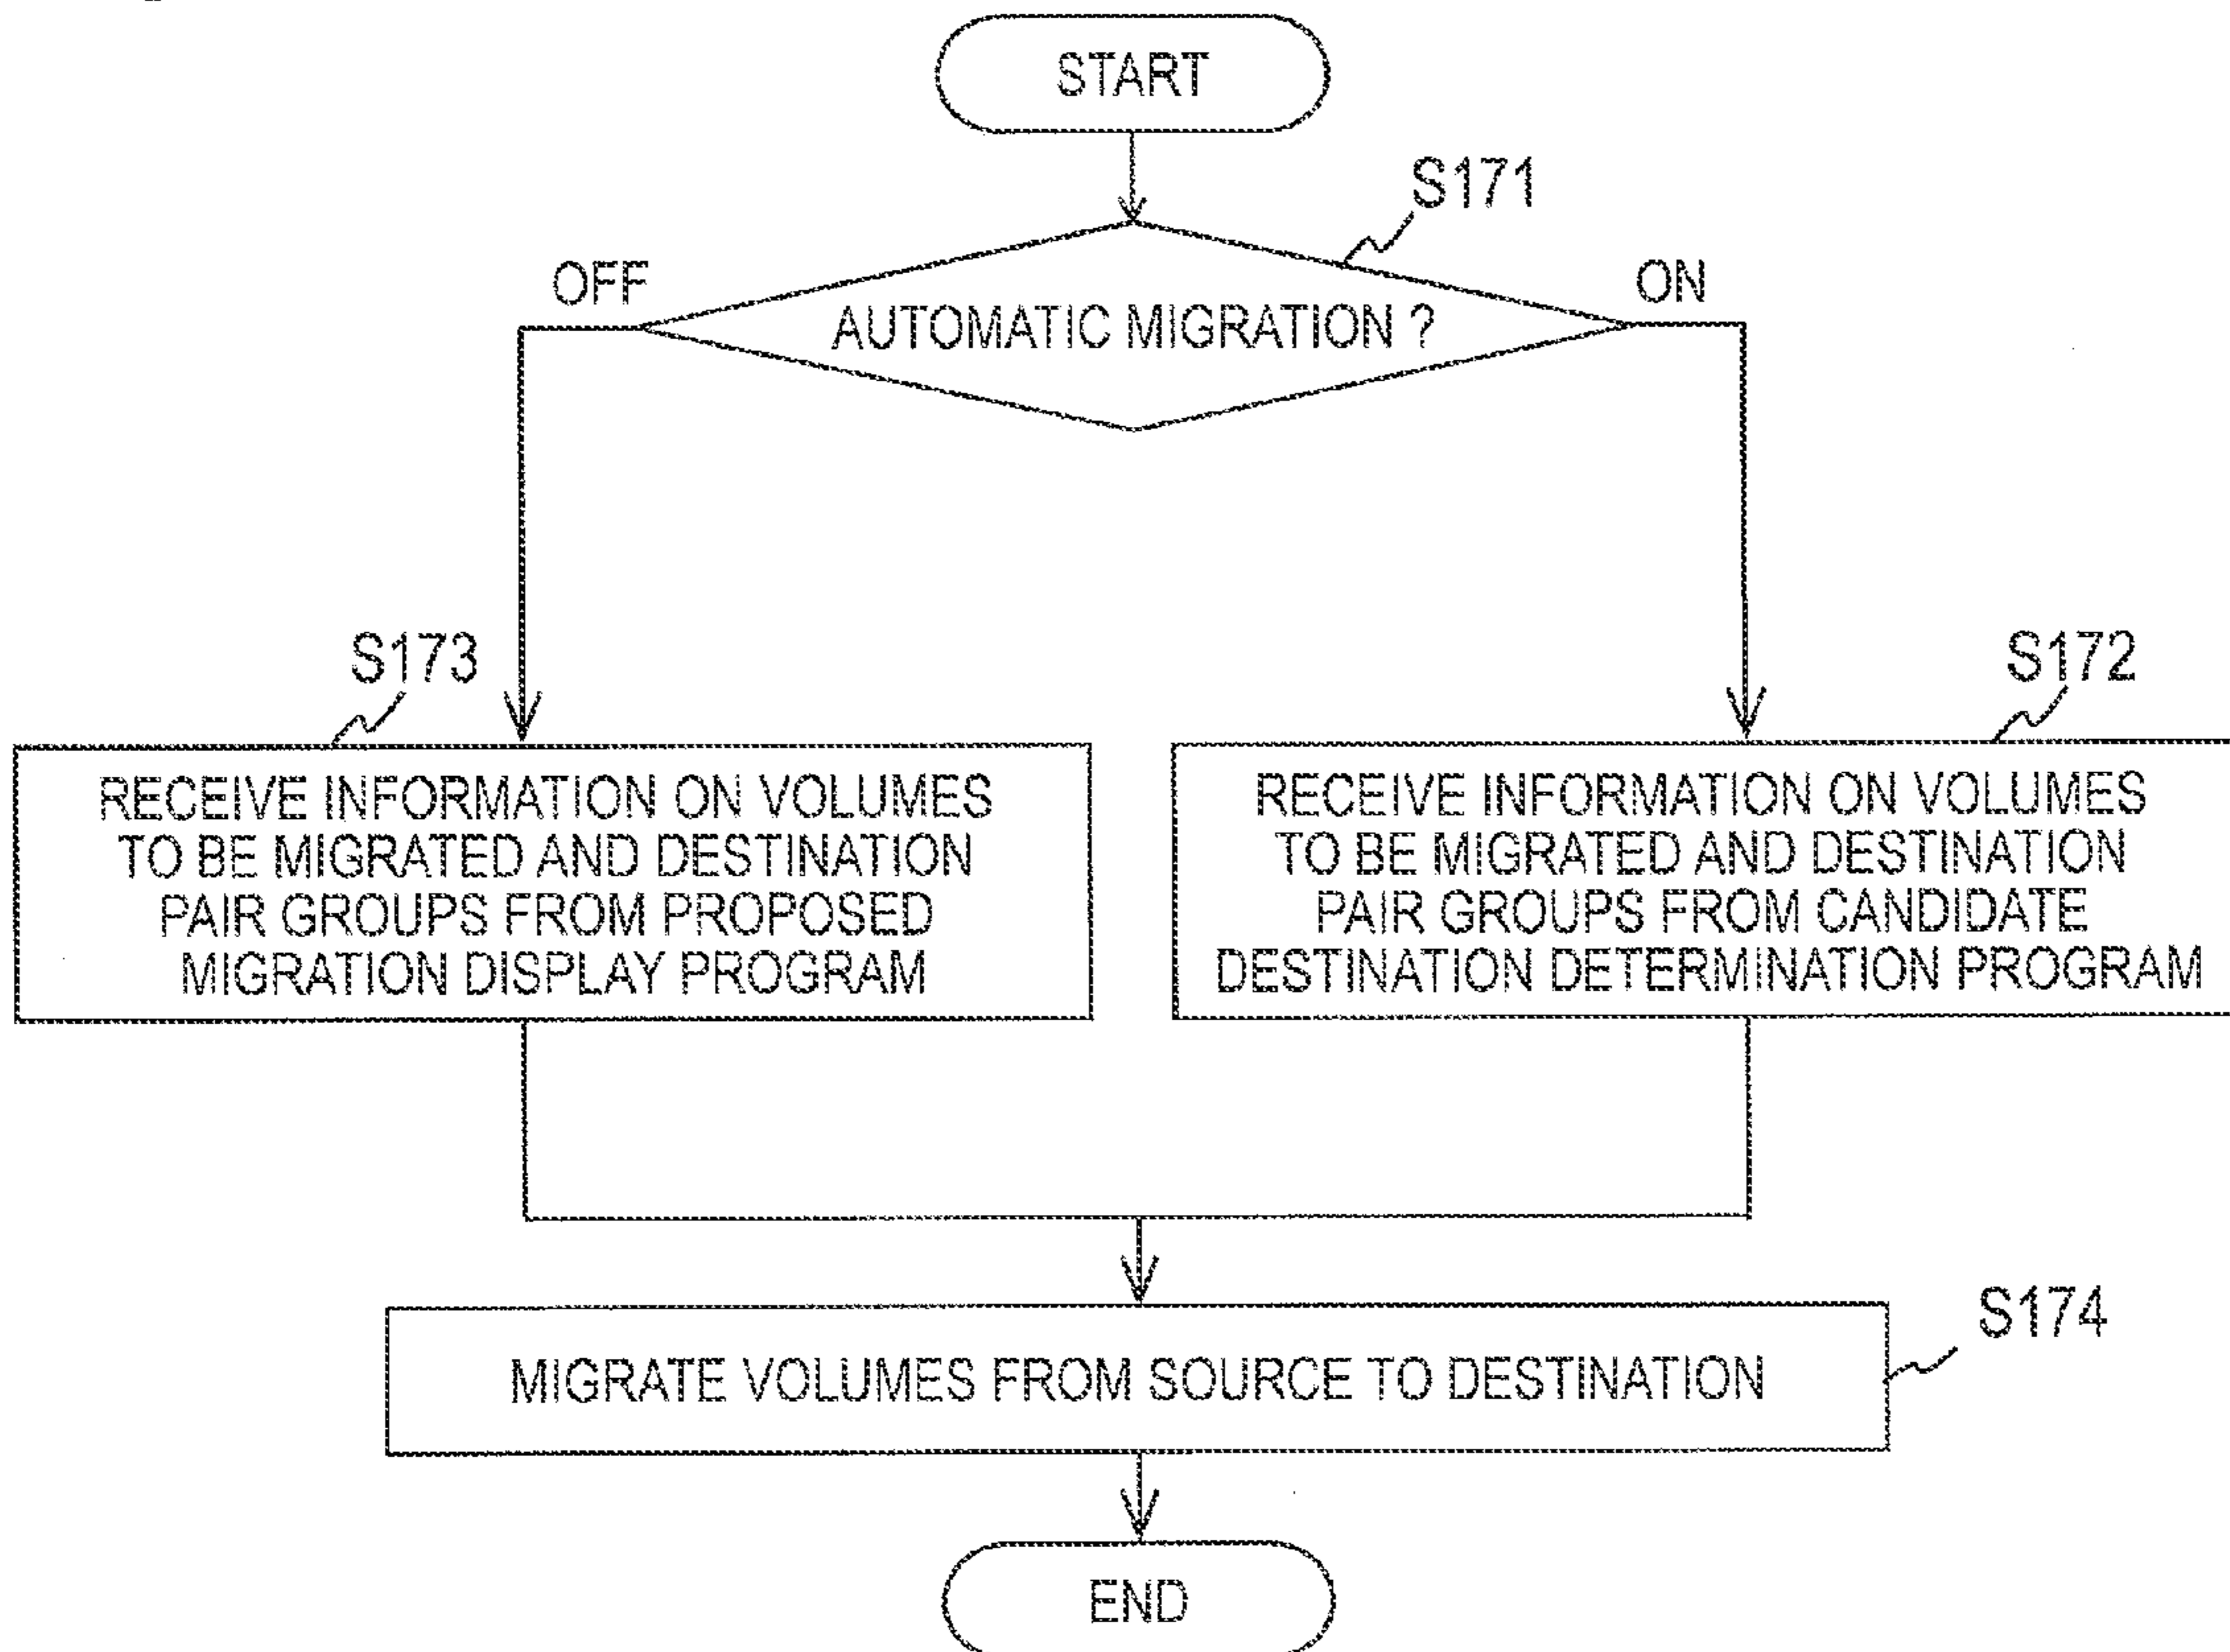 START
S171
OFF
ON
AUTOMATIC MIGRATION ?
S173
S172
RECEIVE INFORMATION ON VOLUMES
TO BE MIGRATED AND DESTINATION
PAIR GROUPS FROM PROPOSED
MIGRATION DISPLAY PROGRAM
RECEIVE INFORMATION ON VOLUMES
TO BE MIGRATED AND DESTINATION
PAIR GROUPS FROM CANDIDATE
DESTINATION DETERMINATION PROGRAM
S174
MIGRATE VOLUMES FROM SOURCE TO DESTINATION
END